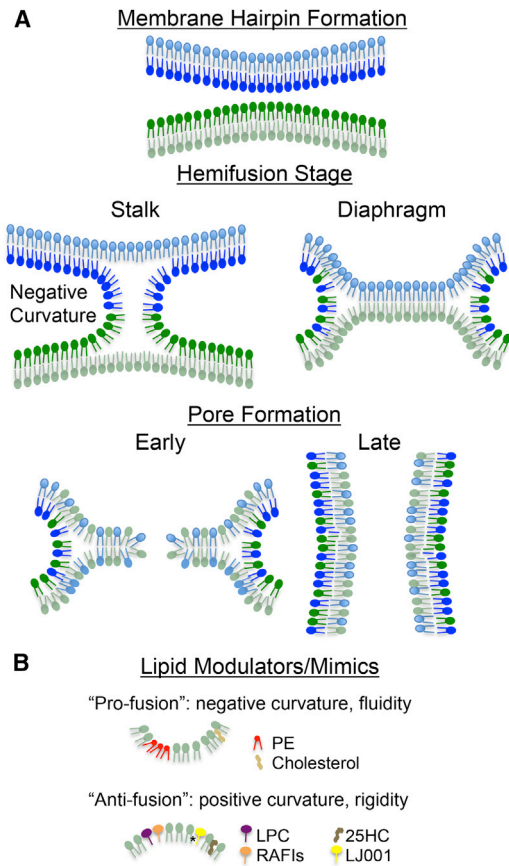 A
Membrane Hairpin Formation
Hemifusion Stage
Stalk
Diaphragm
Negative
Curvature
Pore Formation
Early
Late
B
Lipid Modulators/Mimics
“Pro-fusion”: negative curvature, fluidity
PE
Cholesterol
“Anti-fusion”: positive curvature, rigidity
*
LPC
25HC
RAFIs
LJ001